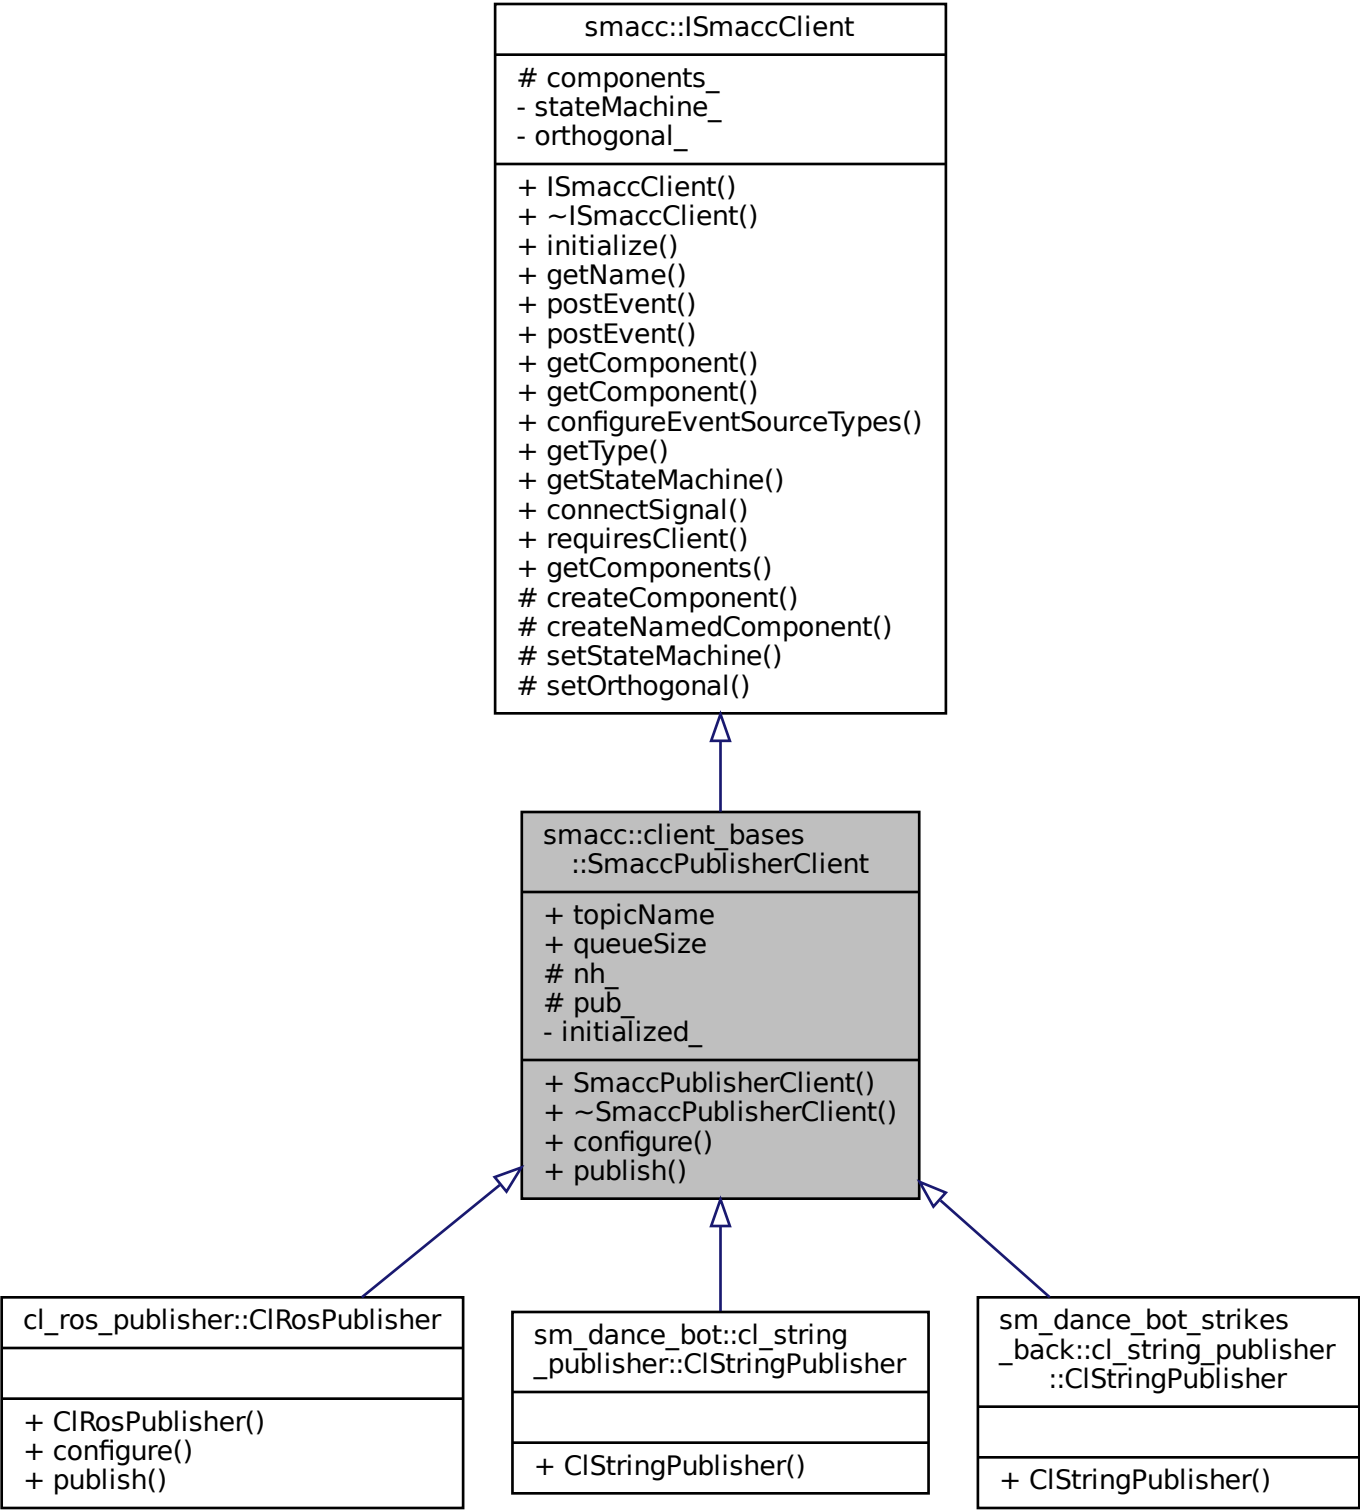 smacc::ISmaccClient
# components_
- stateMachine_
- orthogonal_
+ ISmaccClient()
+ ~ISmaccClient()
+ initialize()
+ getName()
+ postEvent()
+ postEvent()
+ getComponent()
+ getComponent()
+ configureEventSourceTypes()
+ getType()
+ getStateMachine()
+ connectSignal()
+ requiresClient()
+ getComponents()
# createComponent()
# createNamedComponent()
# setStateMachine()
# setOrthogonal()
smacc::client_bases
::SmaccPublisherClient
+ topicName
+ queueSize
# nh_
# pub_
- initialized_
+ SmaccPublisherClient()
+ ~SmaccPublisherClient()
+ configure()
+ publish()
cl_ros_publisher::ClRosPublisher
+ ClRosPublisher()
+ configure()
+ publish()
sm_dance_bot::cl_string
_publisher::ClStringPublisher
+ ClStringPublisher()
sm_dance_bot_strikes
_back::cl_string_publisher
::ClStringPublisher
+ ClStringPublisher()